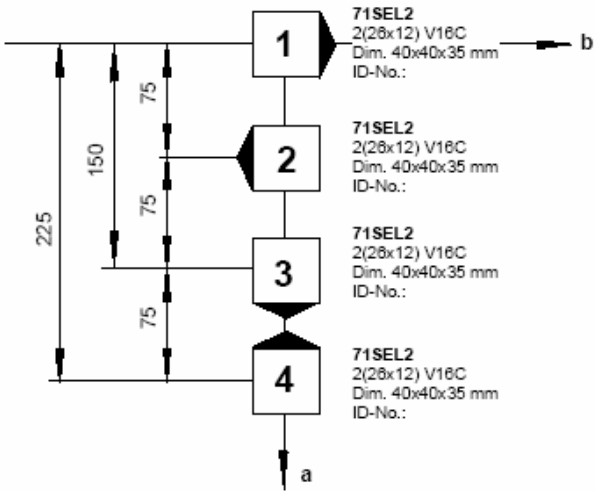 71SEL2
2(26x12) V16C
Dim. 40x40x35 mm
ID-No.:
1
b
75
71SEL2
2(26x12) V16C
Dim. 40x40x35 mm
ID-No.:
2
150
75
225
71SEL2
2(26x12) V16C
Dim. 40x40x35 mm
ID-No.:
3
75
71SEL2
2(26x12) V16C
Dim. 40x40x35 mm
ID-No.:
4
a